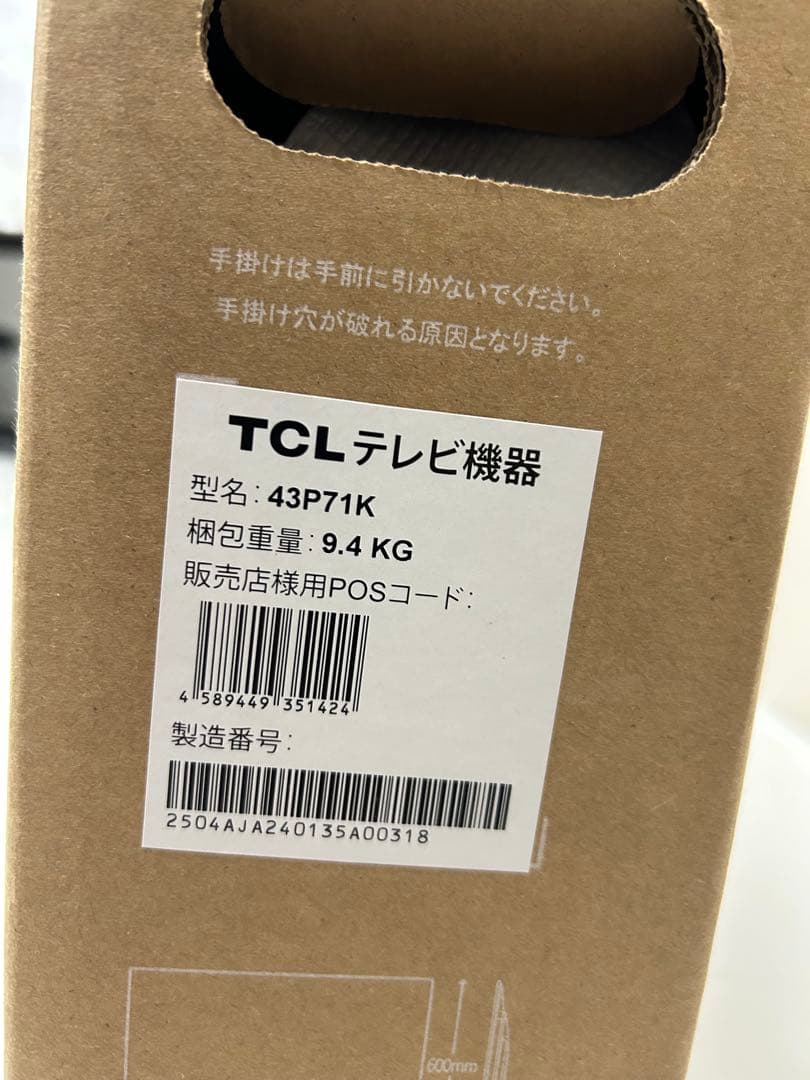 手掛けは手前に引かないでください。
手掛け穴が破れる原因となります。
TCLテレビ機器
型名: 43P71K
梱包重量: 9.4 KG
販売店様用POSコード:
4 589449 351424
製造番号:
2504AJA240135A00318
600mm